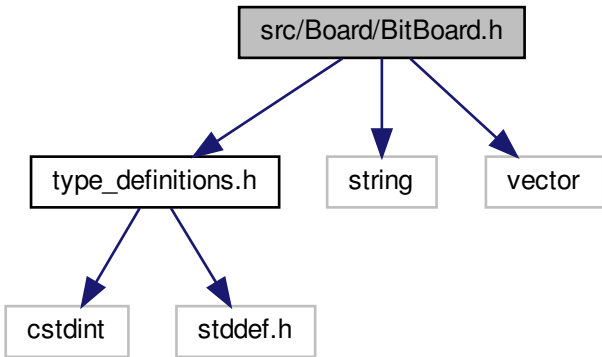 src/Board/BitBoard.h
type_definitions.h
string
vector
cstdint
stddef.h